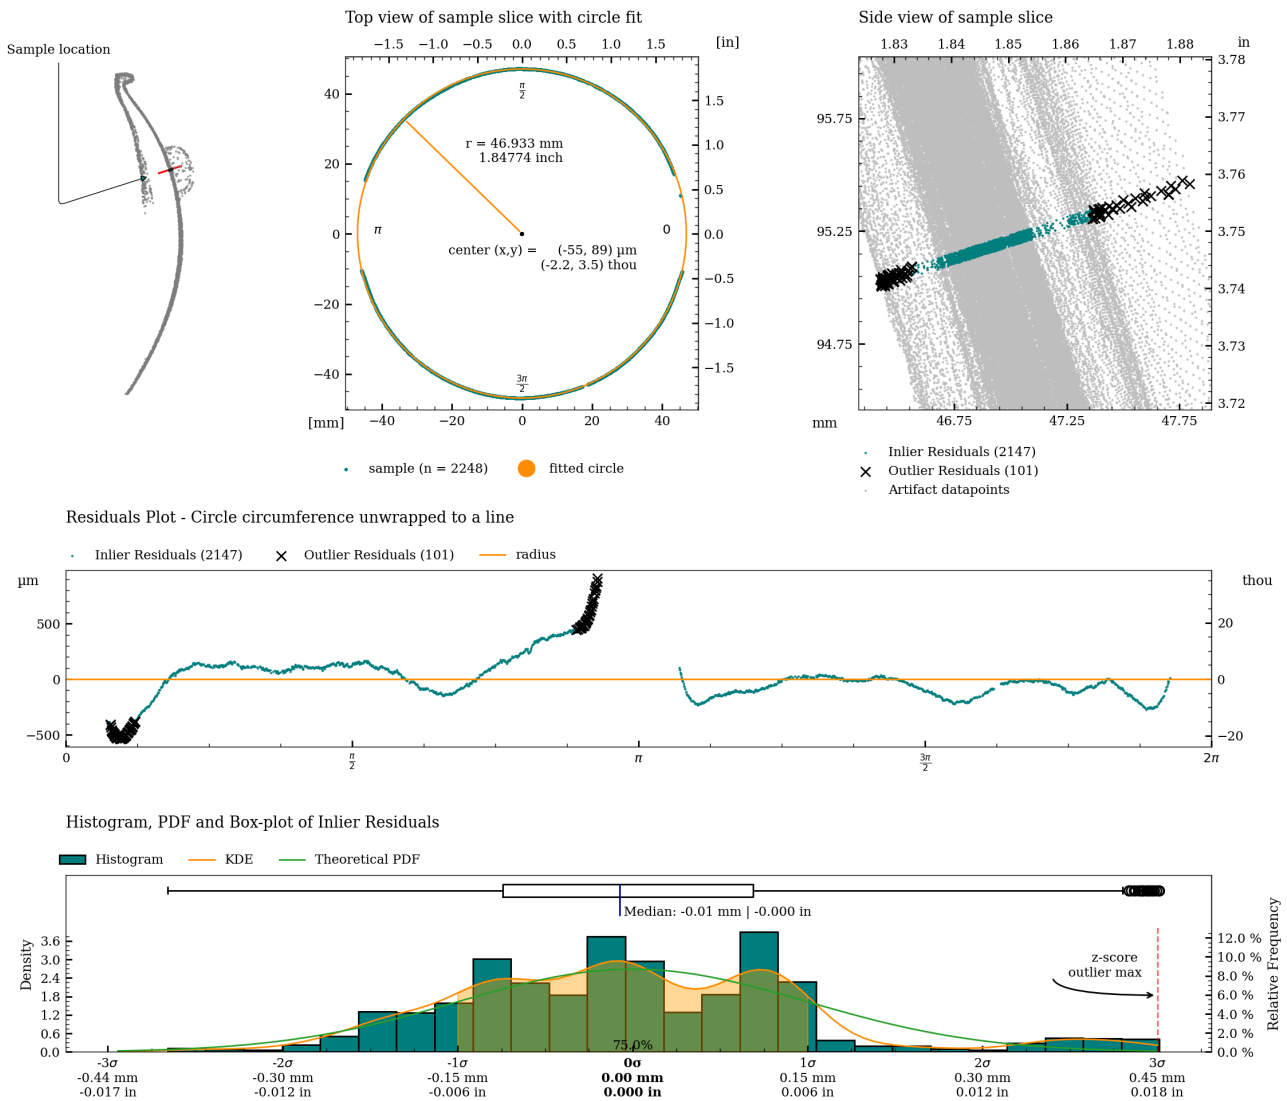 Sample location
Top view of sample slice with circle fit
−1.5 −1.0 −0.5 0.0 0.5 1.0 1.5 [in]
π/2
40
20
0
−20
−40
1.5
1.0
0.5
0.0
−0.5
−1.0
−1.5
r = 46.933 mm
1.84774 inch
π
0
center (x,y) = (-55, 89) µm
(-2.2, 3.5) thou
3π/2
[mm] −40 −20 0 20 40
sample (n = 2248) fitted circle
Side view of sample slice
1.83 1.84 1.85 1.86 1.87 1.88 in
95.75
95.25
94.75
3.78
3.77
3.76
3.75
3.74
3.73
3.72
mm 46.75 47.25 47.75
Inlier Residuals (2147)
Outlier Residuals (101)
Artifact datapoints
Residuals Plot - Circle circumference unwrapped to a line
Inlier Residuals (2147) Outlier Residuals (101) radius
µm thou
500 20
0 0
−500 −20
0 π/2 π 3π/2 2π
Histogram, PDF and Box-plot of Inlier Residuals
Histogram KDE Theoretical PDF
Median: -0.01 mm | -0.000 in
Density
3.6
3.0
2.4
1.8
1.2
0.6
0.0
12.0 %
10.0 %
8.0 %
6.0 %
4.0 %
2.0 %
0.0 %
Relative Frequency
z-score
outlier max
75.0%
-3σ -2σ -1σ 0σ 1σ 2σ 3σ
-0.44 mm -0.30 mm -0.15 mm 0.00 mm 0.15 mm 0.30 mm 0.45 mm
-0.017 in -0.012 in -0.006 in 0.000 in 0.006 in 0.012 in 0.018 in